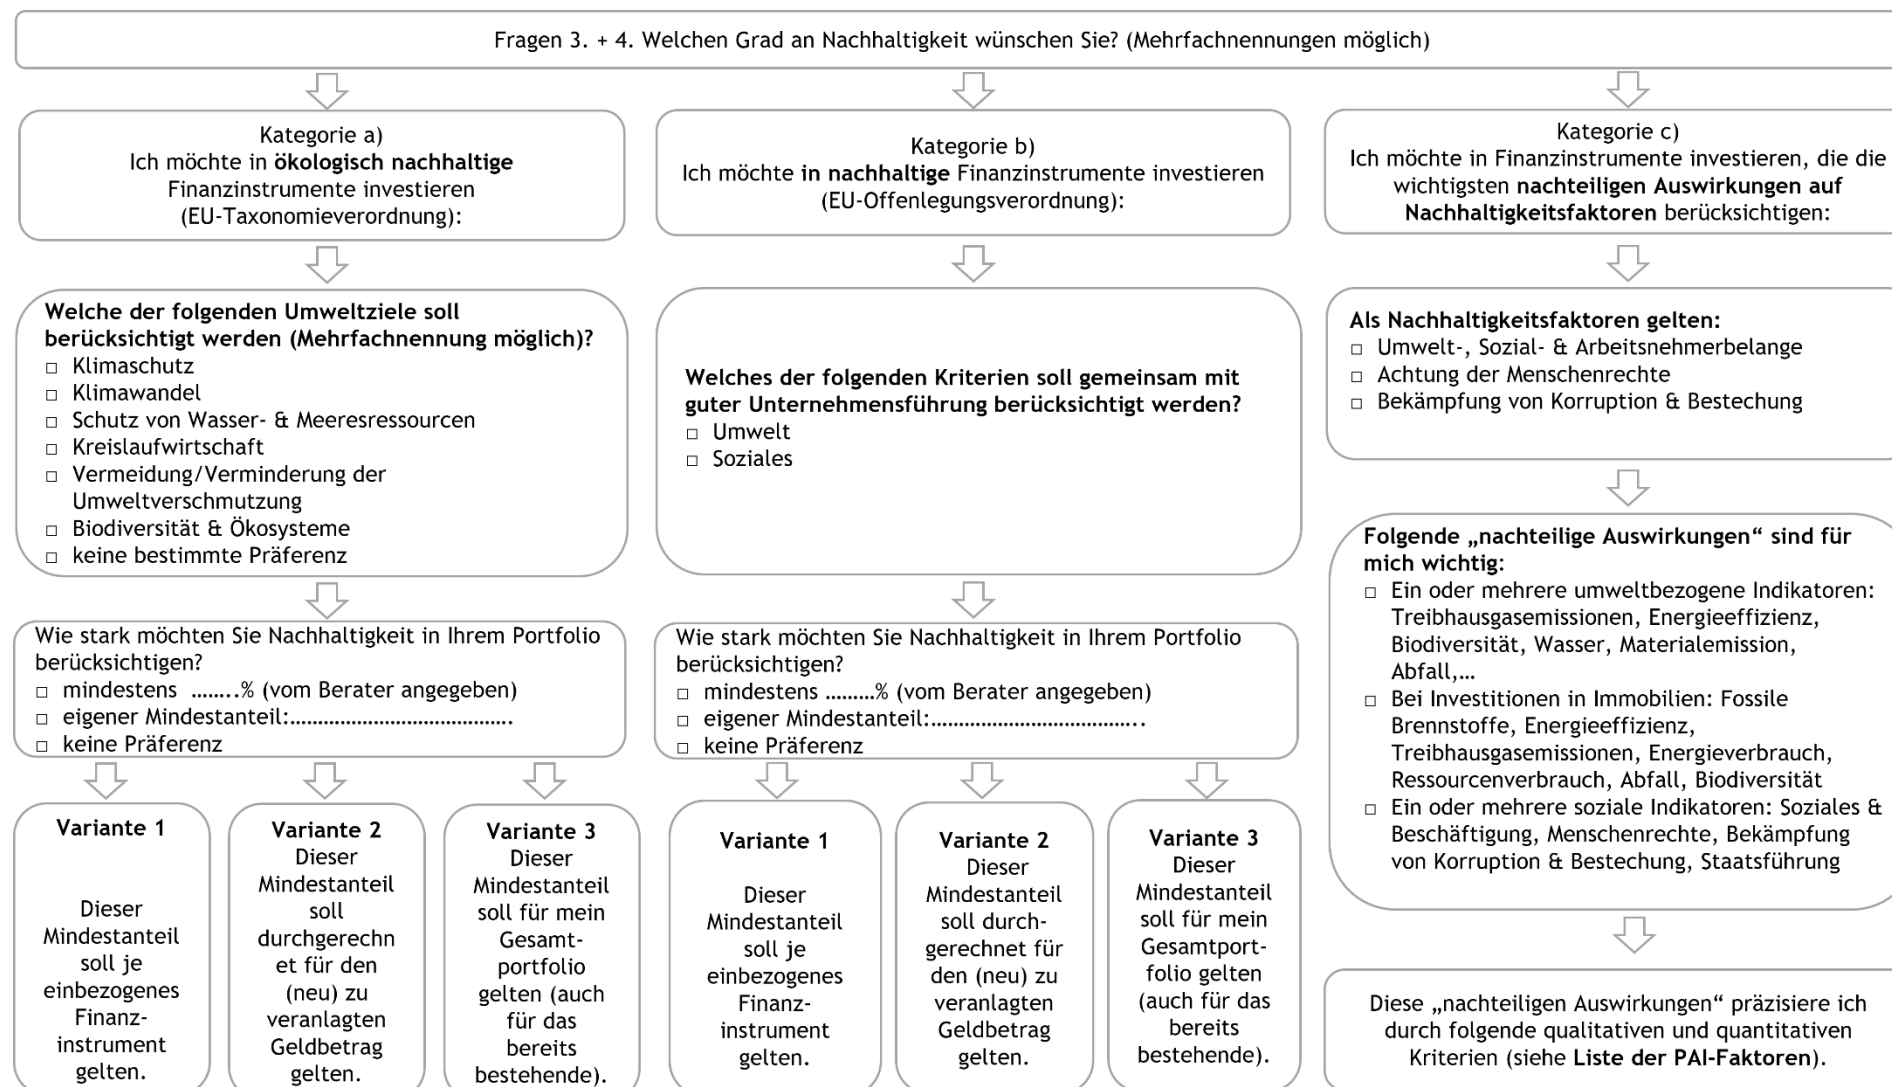 Fragen 3. + 4. Welchen Grad an Nachhaltigkeit wünschen Sie? (Mehrfachnennungen möglich)
Kategorie a)
Ich möchte in ökologisch nachhaltige
Finanzinstrumente investieren
(EU-Taxonomieverordnung):
Welche der folgenden Umweltziele soll
berücksichtigt werden (Mehrfachnennung möglich)?
□ Klimaschutz
□ Klimawandel
□ Schutz von Wasser- & Meeresressourcen
□ Kreislaufwirtschaft
□ Vermeidung/Verminderung der
Umweltverschmutzung
□ Biodiversität & Ökosysteme
□ keine bestimmte Präferenz
Wie stark möchten Sie Nachhaltigkeit in Ihrem Portfolio
berücksichtigen?
□ mindestens ……..% (vom Berater angegeben)
□ eigener Mindestanteil:………………………………….
□ keine Präferenz
Variante 1
Dieser
Mindestanteil
soll je
einbezogenes
Finanz-
instrument
gelten.
Variante 2
Dieser
Mindestanteil
soll
durchgerechn
et für den
(neu) zu
veranlagten
Geldbetrag
gelten.
Variante 3
Dieser
Mindestanteil
soll für mein
Gesamt-
portfolio
gelten (auch
für das
bereits
bestehende).
Kategorie b)
Ich möchte in nachhaltige Finanzinstrumente investieren
(EU-Offenlegungsverordnung):
Welches der folgenden Kriterien soll gemeinsam mit
guter Unternehmensführung berücksichtigt werden?
□ Umwelt
□ Soziales
Wie stark möchten Sie Nachhaltigkeit in Ihrem Portfolio
berücksichtigen?
□ mindestens ………% (vom Berater angegeben)
□ eigener Mindestanteil:……………………………..
□ keine Präferenz
Variante 1
Dieser
Mindestanteil
soll je
einbezogenes
Finanz-
instrument
gelten.
Variante 2
Dieser
Mindestanteil
soll durch-
gerechnet für
den (neu) zu
veranlagten
Geldbetrag
gelten.
Variante 3
Dieser
Mindestanteil
soll für mein
Gesamtport-
folio gelten
(auch für das
bereits
bestehende).
Kategorie c)
Ich möchte in Finanzinstrumente investieren, die die
wichtigsten nachteiligen Auswirkungen auf
Nachhaltigkeitsfaktoren berücksichtigen:
Als Nachhaltigkeitsfaktoren gelten:
□ Umwelt-, Sozial- & Arbeitsnehmerbelange
□ Achtung der Menschenrechte
□ Bekämpfung von Korruption & Bestechung
Folgende „nachteilige Auswirkungen“ sind für
mich wichtig:
□ Ein oder mehrere umweltbezogene Indikatoren:
Treibhausgasemissionen, Energieeffizienz,
Biodiversität, Wasser, Materialemission,
Abfall,…
□ Bei Investitionen in Immobilien: Fossile
Brennstoffe, Energieeffizienz,
Treibhausgasemissionen, Energieverbrauch,
Ressourcenverbrauch, Abfall, Biodiversität
□ Ein oder mehrere soziale Indikatoren: Soziales &
Beschäftigung, Menschenrechte, Bekämpfung
von Korruption & Bestechung, Staatsführung
Diese „nachteiligen Auswirkungen“ präzisiere ich
durch folgende qualitativen und quantitativen
Kriterien (siehe Liste der PAI-Faktoren).